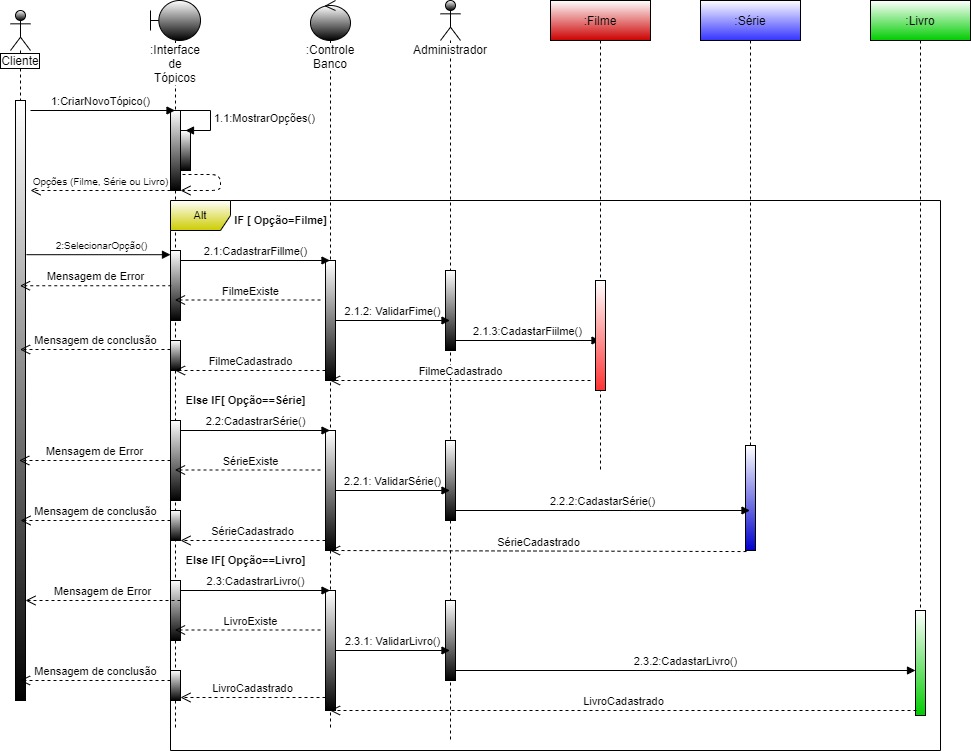 Cliente
:Interface
de
Tópicos
:Controle
Banco
Administrador
:Filme
:Série
:Livro
1:CriarNovoTópico()
1.1:MostrarOpções()
Opções (Filme, Série ou Livro)
Alt
IF [ Opção=Filme]
2:SelecionarOpção()
2.1:CadastrarFillme()
Mensagem de Error
FilmeExiste
2.1.2: ValidarFime()
2.1.3:CadastarFiilme()
Mensagem de conclusão
FilmeCadastrado
FilmeCadastrado
Else IF[ Opção==Série]
2.2:CadastrarSérie()
Mensagem de Error
SérieExiste
2.2.1: ValidarSérie()
2.2.2:CadastarSérie()
Mensagem de conclusão
SérieCadastrado
SérieCadastrado
Else IF[ Opção==Livro]
2.3:CadastrarLivro()
Mensagem de Error
LivroExiste
2.3.1: ValidarLivro()
2.3.2:CadastarLivro()
Mensagem de conclusão
LivroCadastrado
LivroCadastrado